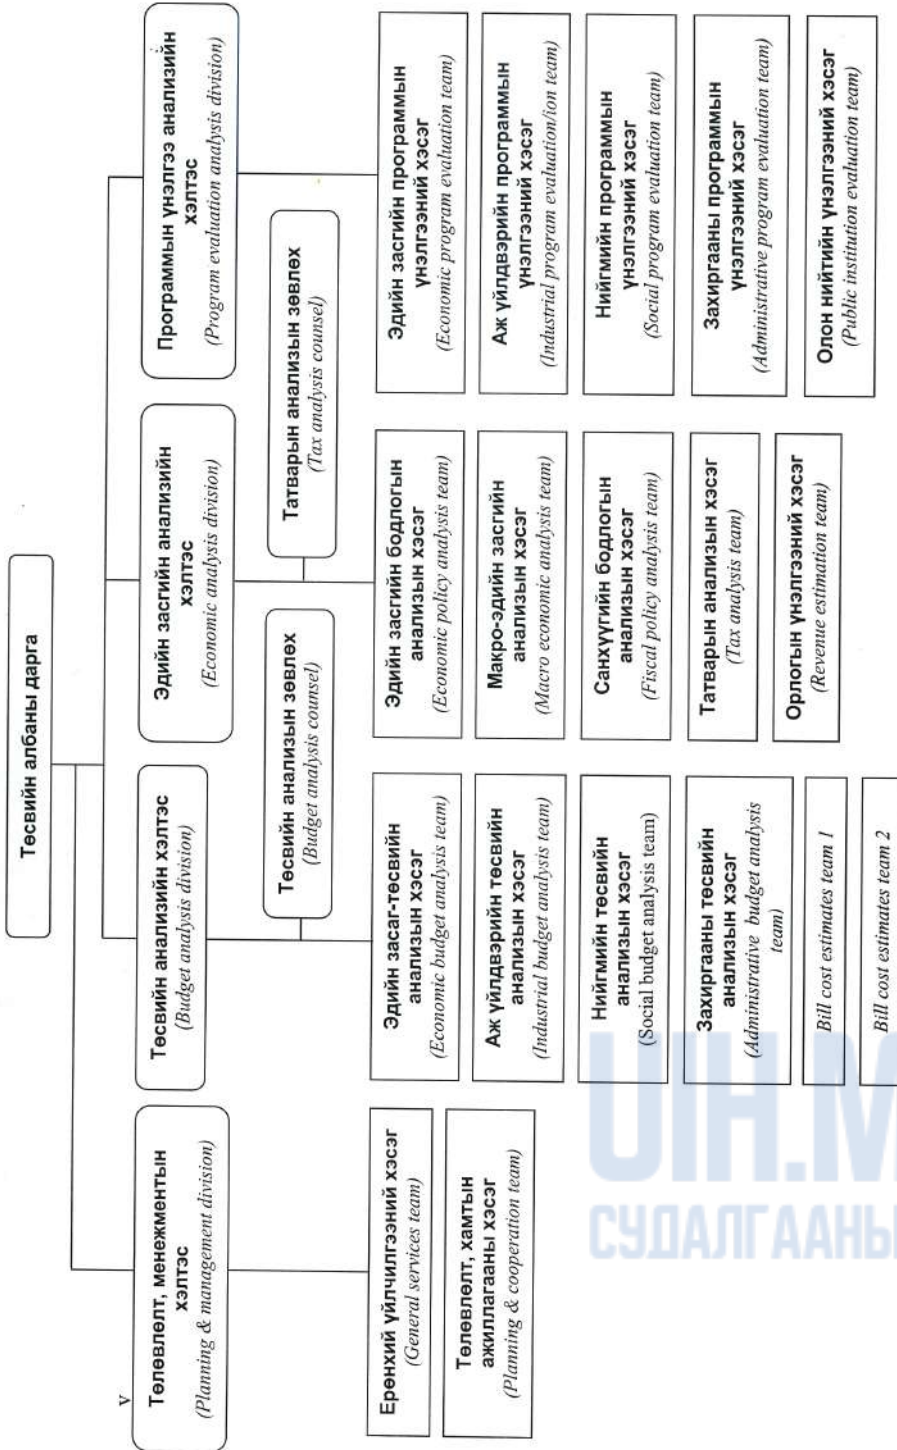 Төсвийн албаны дарга
v
Төлөвлөлт, менежментын
хэлтэс
(Planning & management division)
Төсвийн анализийн хэлтэс
(Budget analysis division)
Эдийн засгийн анализийн
хэлтэс
(Economic analysis division)
Программын үнэлгээ анализийн
хэлтэс
(Program evaluation analysis division)
Төсвийн анализын зөвлөх
(Budget analysis counsel)
Татварын анализын зөвлөх
(Tax analysis counsel)
Ерөнхий үйлчилгээний хэсэг
(General services team)
Төлөвлөлт, хамтын
ажиллагааны хэсэг
(Planning & cooperation team)
Эдийн засаг-төсвийн
анализын хэсэг
(Economic budget analysis team)
Аж үйлдвэрийн төсвийн
анализын хэсэг
(Industrial budget analysis team)
Нийгмийн төсвийн
анализын хэсэг
(Social budget analysis team)
Захиргааны төсвийн
анализын хэсэг
(Administrative budget analysis
team)
Bill cost estimates team 1
Bill cost estimates team 2
Эдийн засгийн бодлогын
анализын хэсэг
(Economic policy analysis team)
Макро-эдийн засгийн
анализын хэсэг
(Macro economic analysis team)
Санхүүгийн бодлогын
анализын хэсэг
(Fiscal policy analysis team)
Татварын анализын хэсэг
(Tax analysis team)
Орлогын үнэлгээний хэсэг
(Revenue estimation team)
Эдийн засгийн программын
үнэлгээний хэсэг
(Economic program evaluation team)
Аж үйлдвэрийн программын
үнэлгээний хэсэг
(Industrial program evaluation/ion team)
Нийгмийн программын
үнэлгээний хэсэг
(Social program evaluation team)
Захиргааны программын
үнэлгээний хэсэг
(Administrative program evaluation team)
Олон нийтийн үнэлгээний хэсэг
(Public institution evaluation team)
UIH.M
СУДАЛГААНЫ